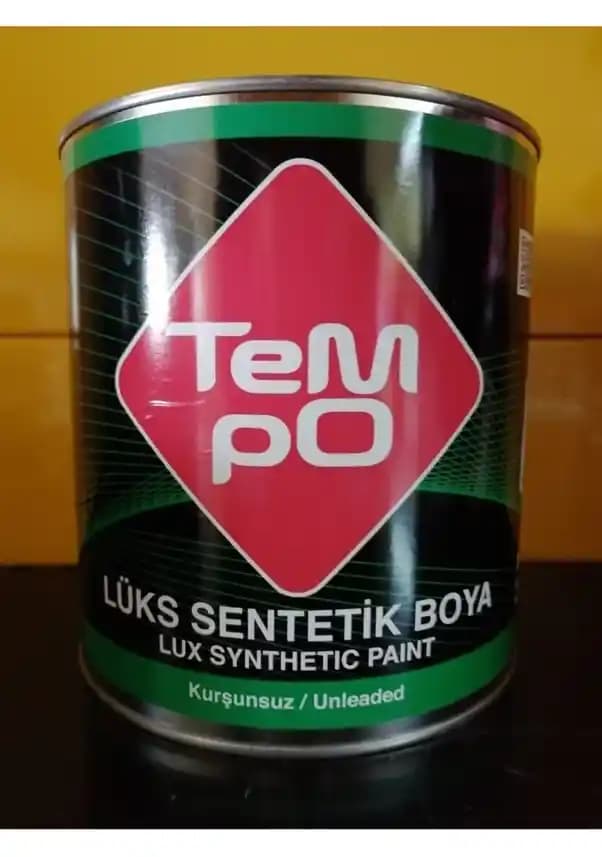 TeM
pO
LÜKS SENTETİK BOYA
LUX SYNTHETIC PAINT
Kurşunsuz / Unleaded